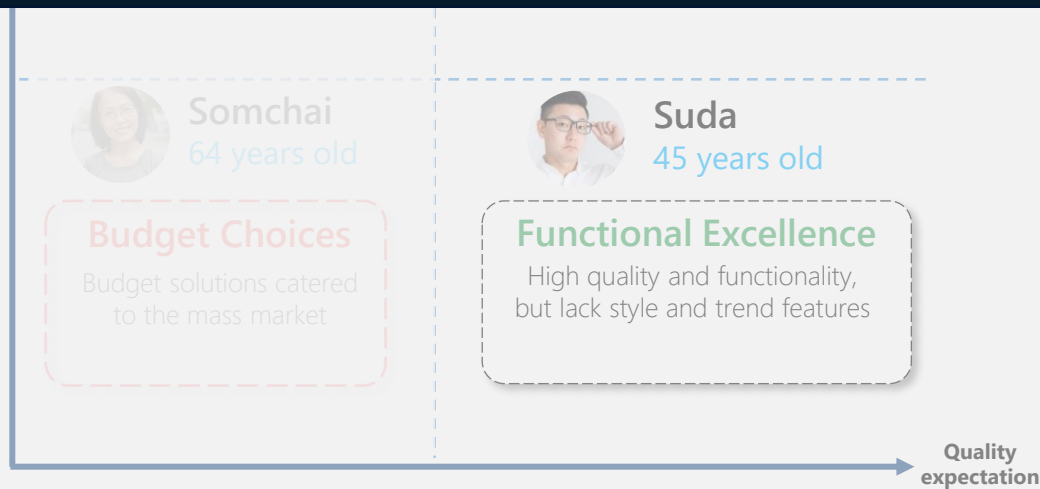 Somchai
64 years old
Budget Choices
Budget solutions catered
to the mass market
Suda
45 years old
Functional Excellence
High quality and functionality,
but lack style and trend features
Quality
expectation